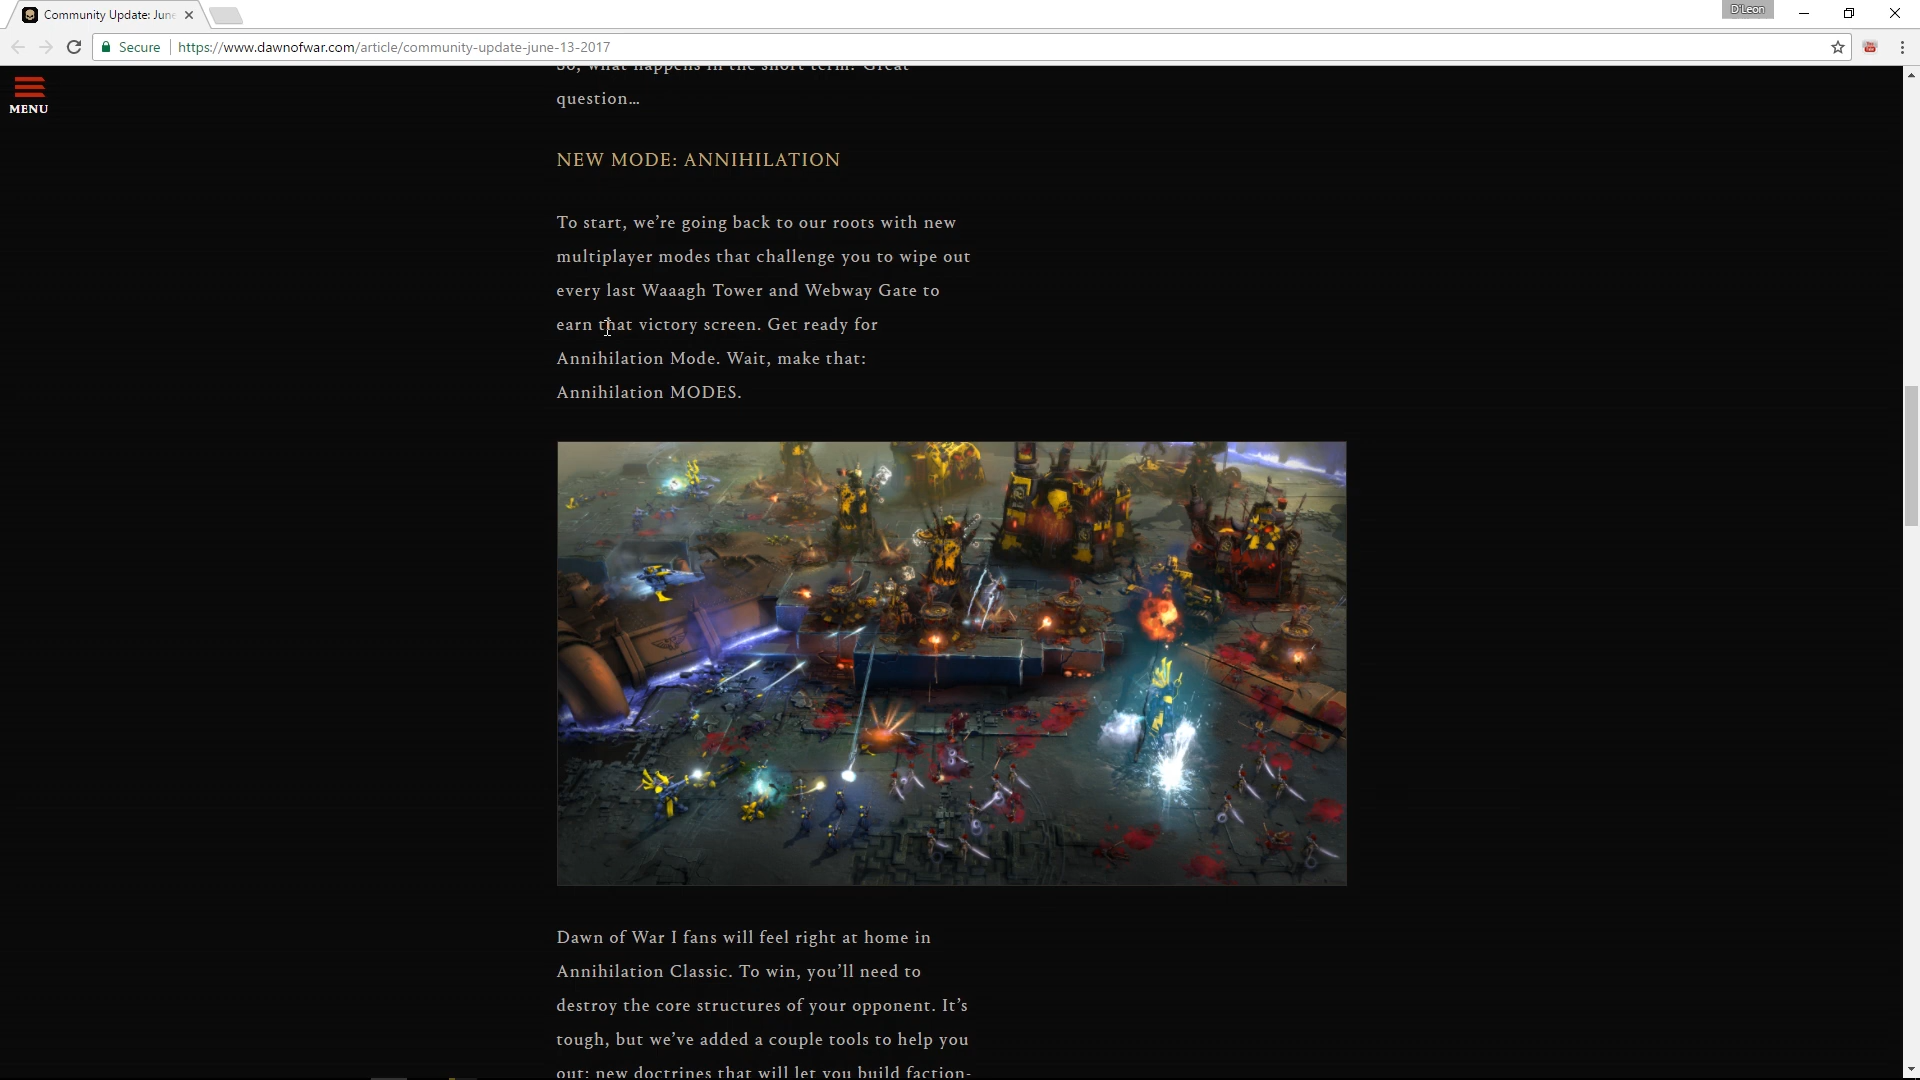 Community Update: June
D'Leon
Secure
https://www.dawnofwar.com/article/community-update-june-13-2017
MENU
So, what happens in the short term? Great
question…
NEW MODE: ANNIHILATION
To start, we’re going back to our roots with new
multiplayer modes that challenge you to wipe out
every last Waaagh Tower and Webway Gate to
earn that victory screen. Get ready for
Annihilation Mode. Wait, make that:
Annihilation MODES.
Dawn of War I fans will feel right at home in
Annihilation Classic. To win, you’ll need to
destroy the core structures of your opponent. It’s
tough, but we’ve added a couple tools to help you
out: new doctrines that will let you build faction-